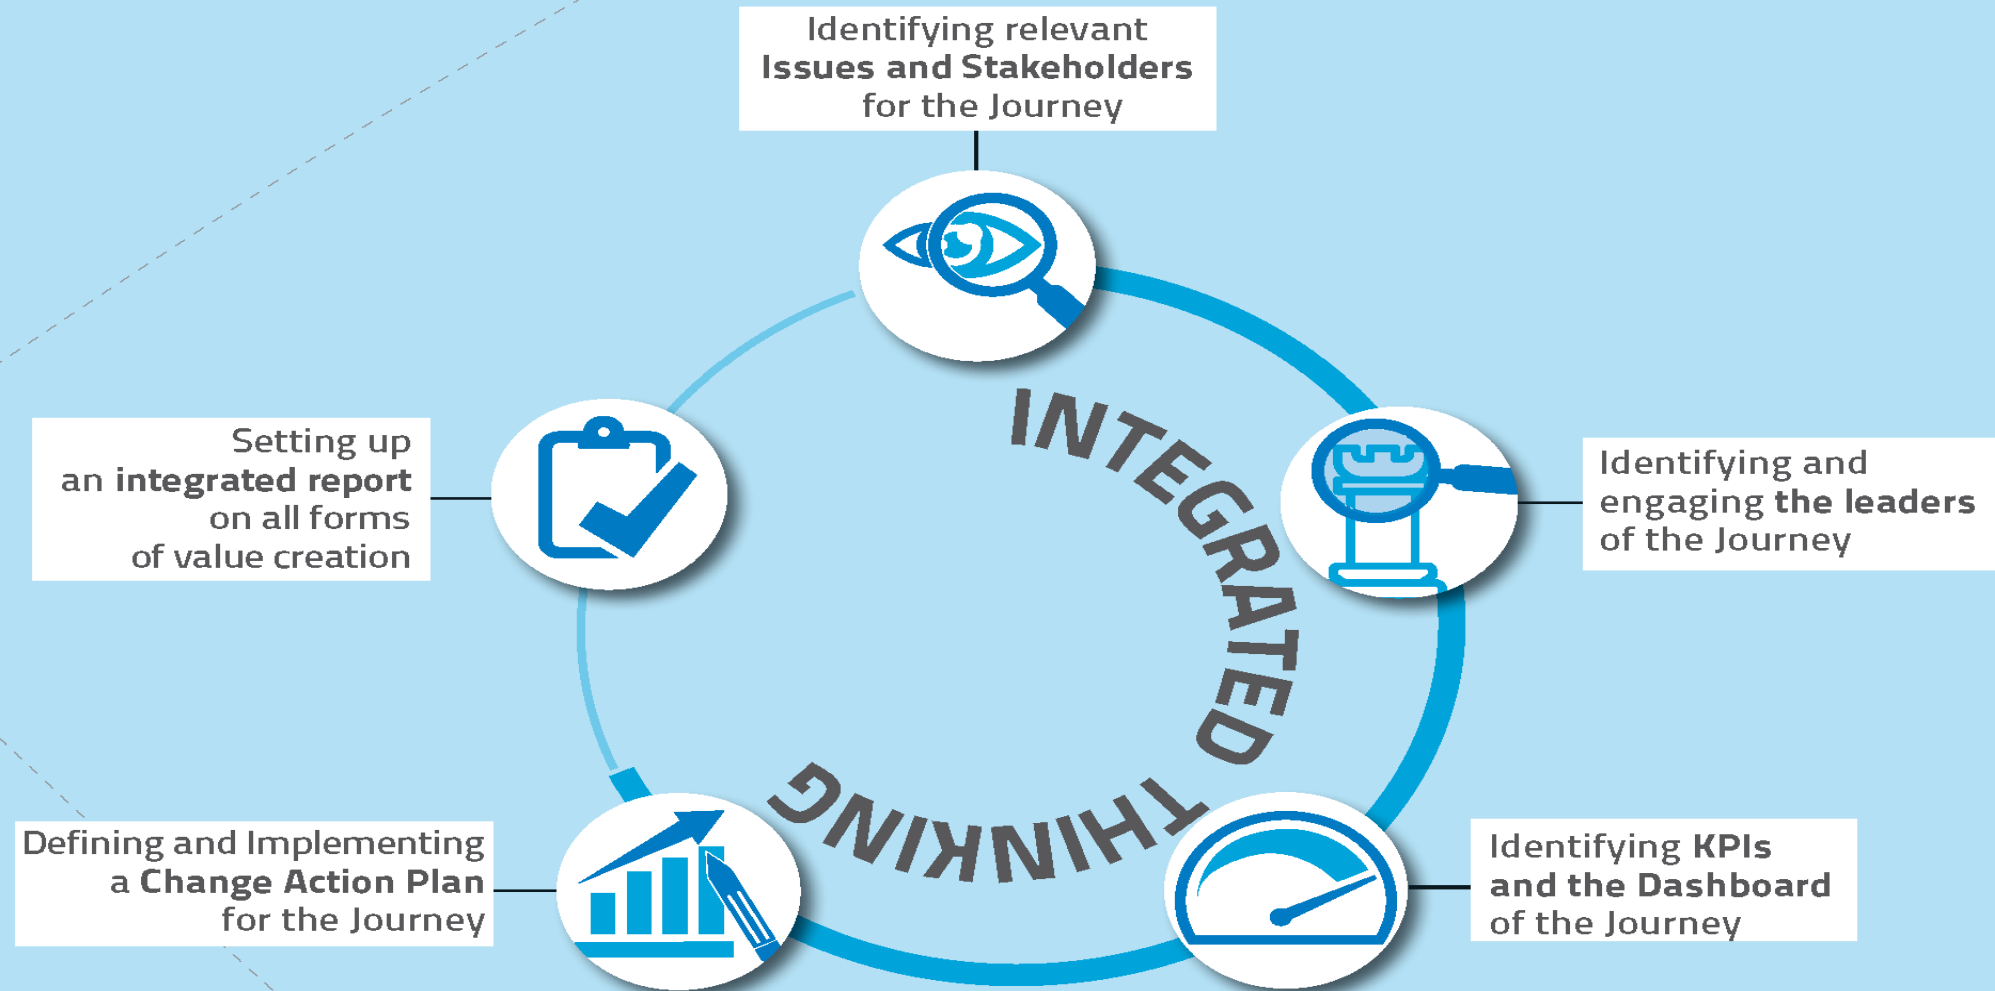 Identifying relevant
Issues and Stakeholders
for the Journey
INTEGRATED THINKING
Identifying and
engaging the leaders
of the Journey
Identifying KPIs
and the Dashboard
of the Journey
Defining and Implementing
a Change Action Plan
for the Journey
Setting up
an integrated report
on all forms
of value creation